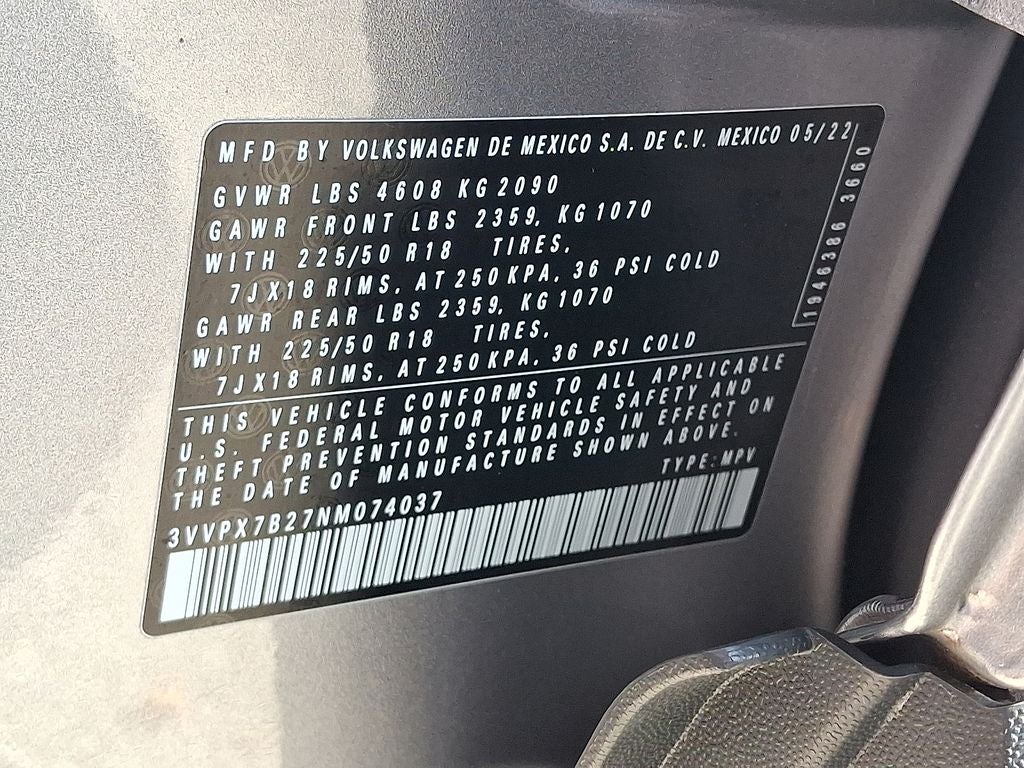 MFD BY VOLKSWAGEN DE MEXICO S.A. DE C.V. MEXICO 05/22
GVWR LBS 4608 KG 2090
GAWR FRONT LBS 2359, KG 1070
WITH 225/50 R18 TIRES,
7JX18 RIMS, AT 250 KPA, 36 PSI COLD
GAWR REAR LBS 2359, KG 1070
WITH 225/50 R18 TIRES,
7JX18 RIMS, AT 250 KPA, 36 PSI COLD
THIS VEHICLE CONFORMS TO ALL APPLICABLE
U.S. FEDERAL MOTOR VEHICLE SAFETY AND
THEFT PREVENTION STANDARDS IN EFFECT ON
THE DATE OF MANUFACTURE SHOWN ABOVE.
TYPE: MPV
3VVPX7B27NM074037
1946386 3660